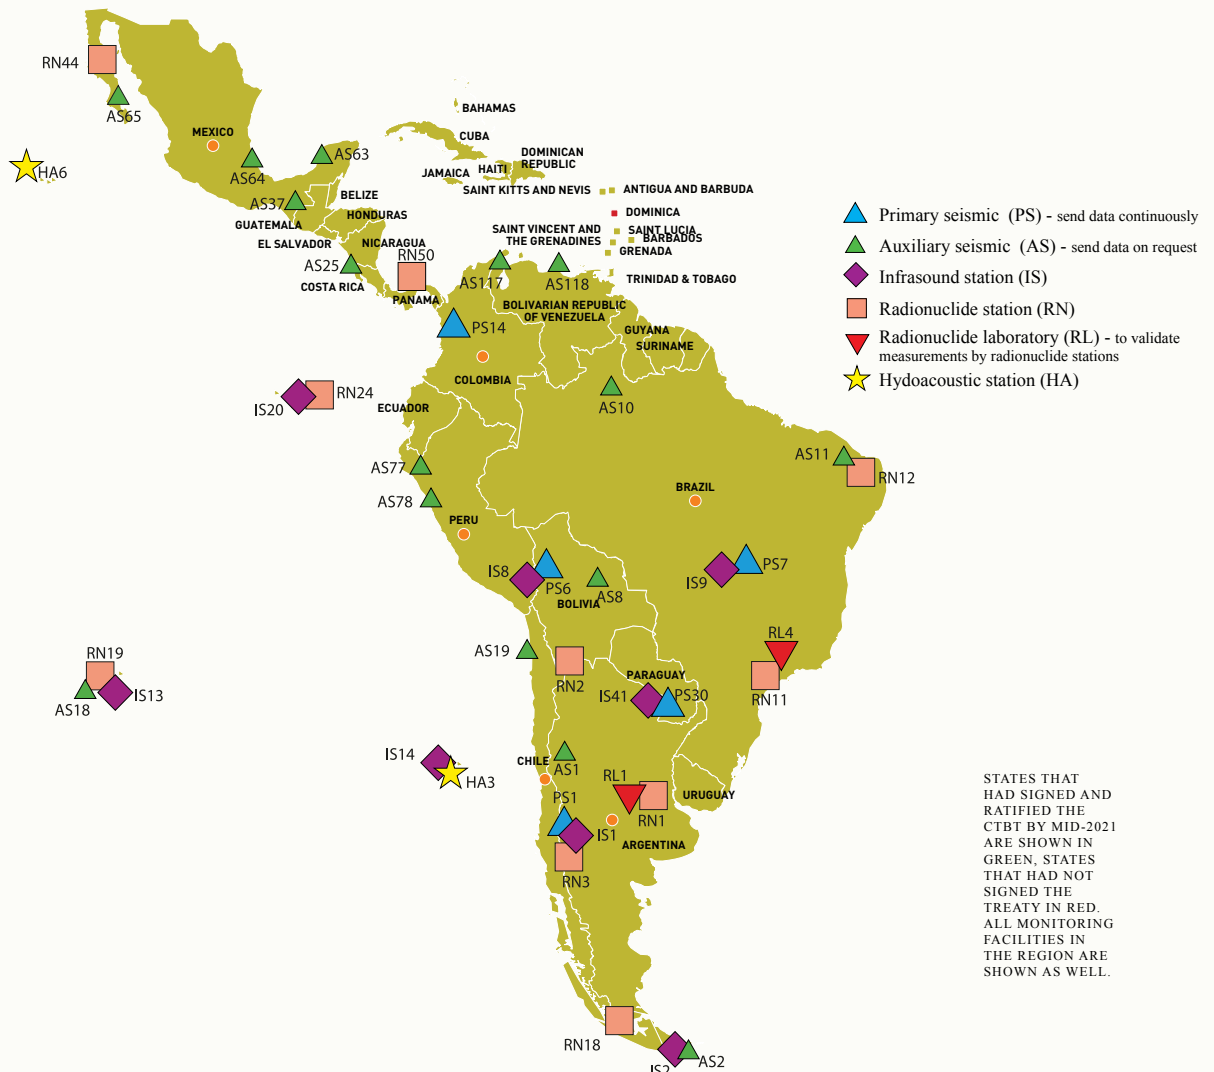 RN44
AS65
MEXICO
HA6
AS64
AS63
AS37
BELIZE
GUATEMALA
HONDURAS
EL SALVADOR
NICARAGUA
RN50
AS25
COSTA RICA
PANAMA
BAHAMAS
CUBA
DOMINICAN
REPUBLIC
HAITI
JAMAICA
SAINT KITTS AND NEVIS
ANTIGUA AND BARBUDA
DOMINICA
SAINT VINCENT AND
THE GRENADINES
SAINT LUCIA
BARBADOS
GRENADA
TRINIDAD & TOBAGO
AS117
AS118
BOLIVARIAN REPUBLIC
OF VENEZUELA
GUYANA
SURINAME
PS14
COLOMBIA
RN24
IS20
ECUADOR
AS10
AS77
AS78
AS11
RN12
BRAZIL
PERU
IS8
PS6
AS8
BOLIVIA
IS9
PS7
RL4
RN11
AS19
RN2
PARAGUAY
IS41
PS30
RN19
AS18
IS13
IS14
HA3
CHILE
AS1
RL1
RN1
URUGUAY
PS1
IS1
ARGENTINA
RN3
RN18
IS2
AS2
Primary seismic (PS) - send data continuously
Auxiliary seismic (AS) - send data on request
Infrasound station (IS)
Radionuclide station (RN)
Radionuclide laboratory (RL) - to validate
measurements by radionuclide stations
Hydoacoustic station (HA)
STATES THAT
HAD SIGNED AND
RATIFIED THE
CTBT BY MID-2021
ARE SHOWN IN
GREEN, STATES
THAT HAD NOT
SIGNED THE
TREATY IN RED.
ALL MONITORING
FACILITIES IN
THE REGION ARE
SHOWN AS WELL.